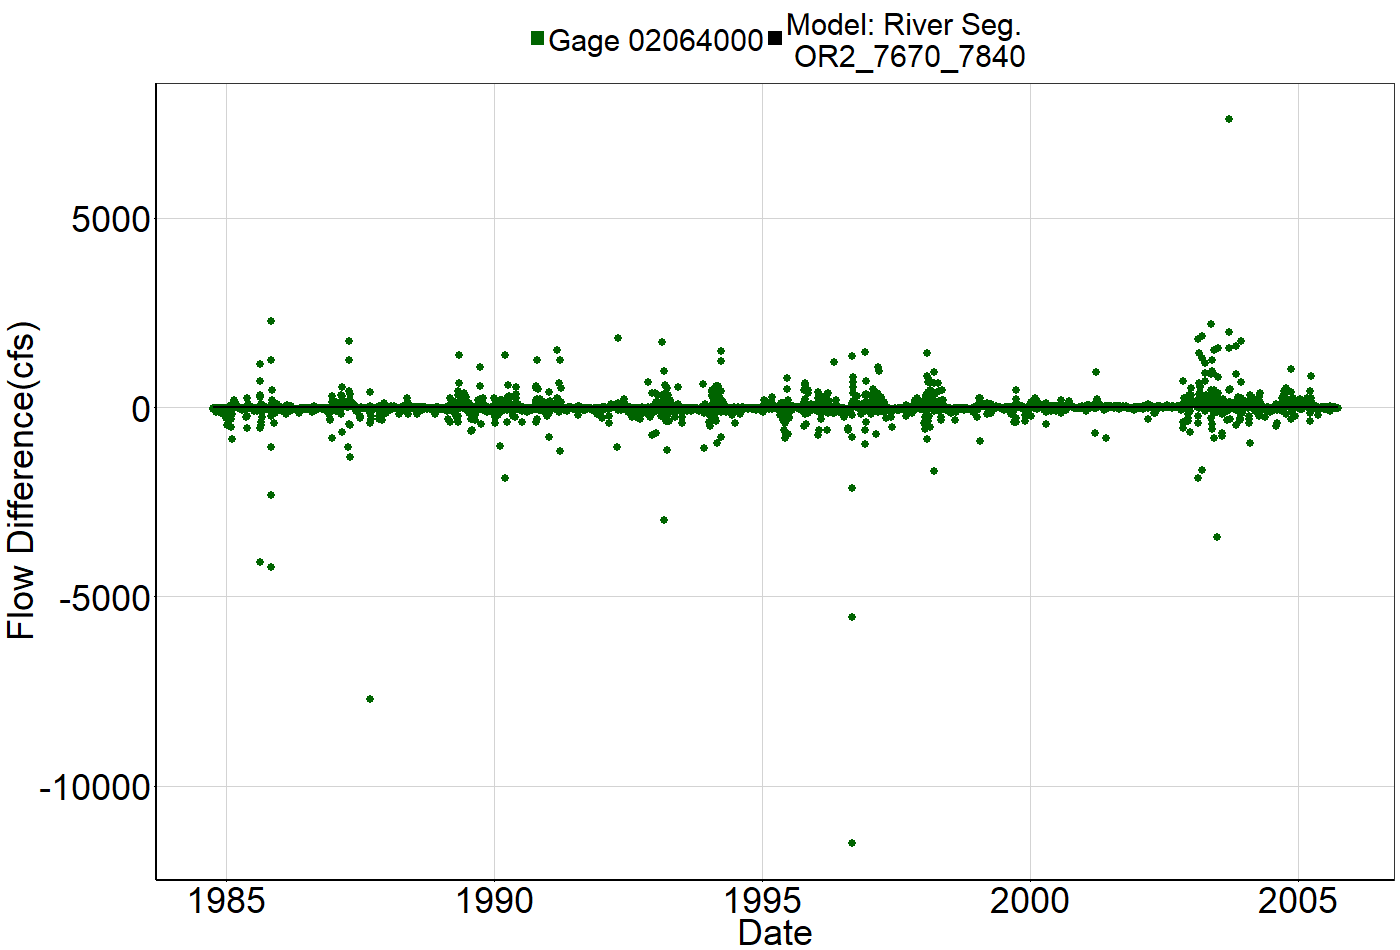 Gage 02064000
Model: River Seg.
OR2_7670_7840
Flow Difference(cfs)
5000
0
-5000
-10000
1985 1990 1995 2000 2005
Date